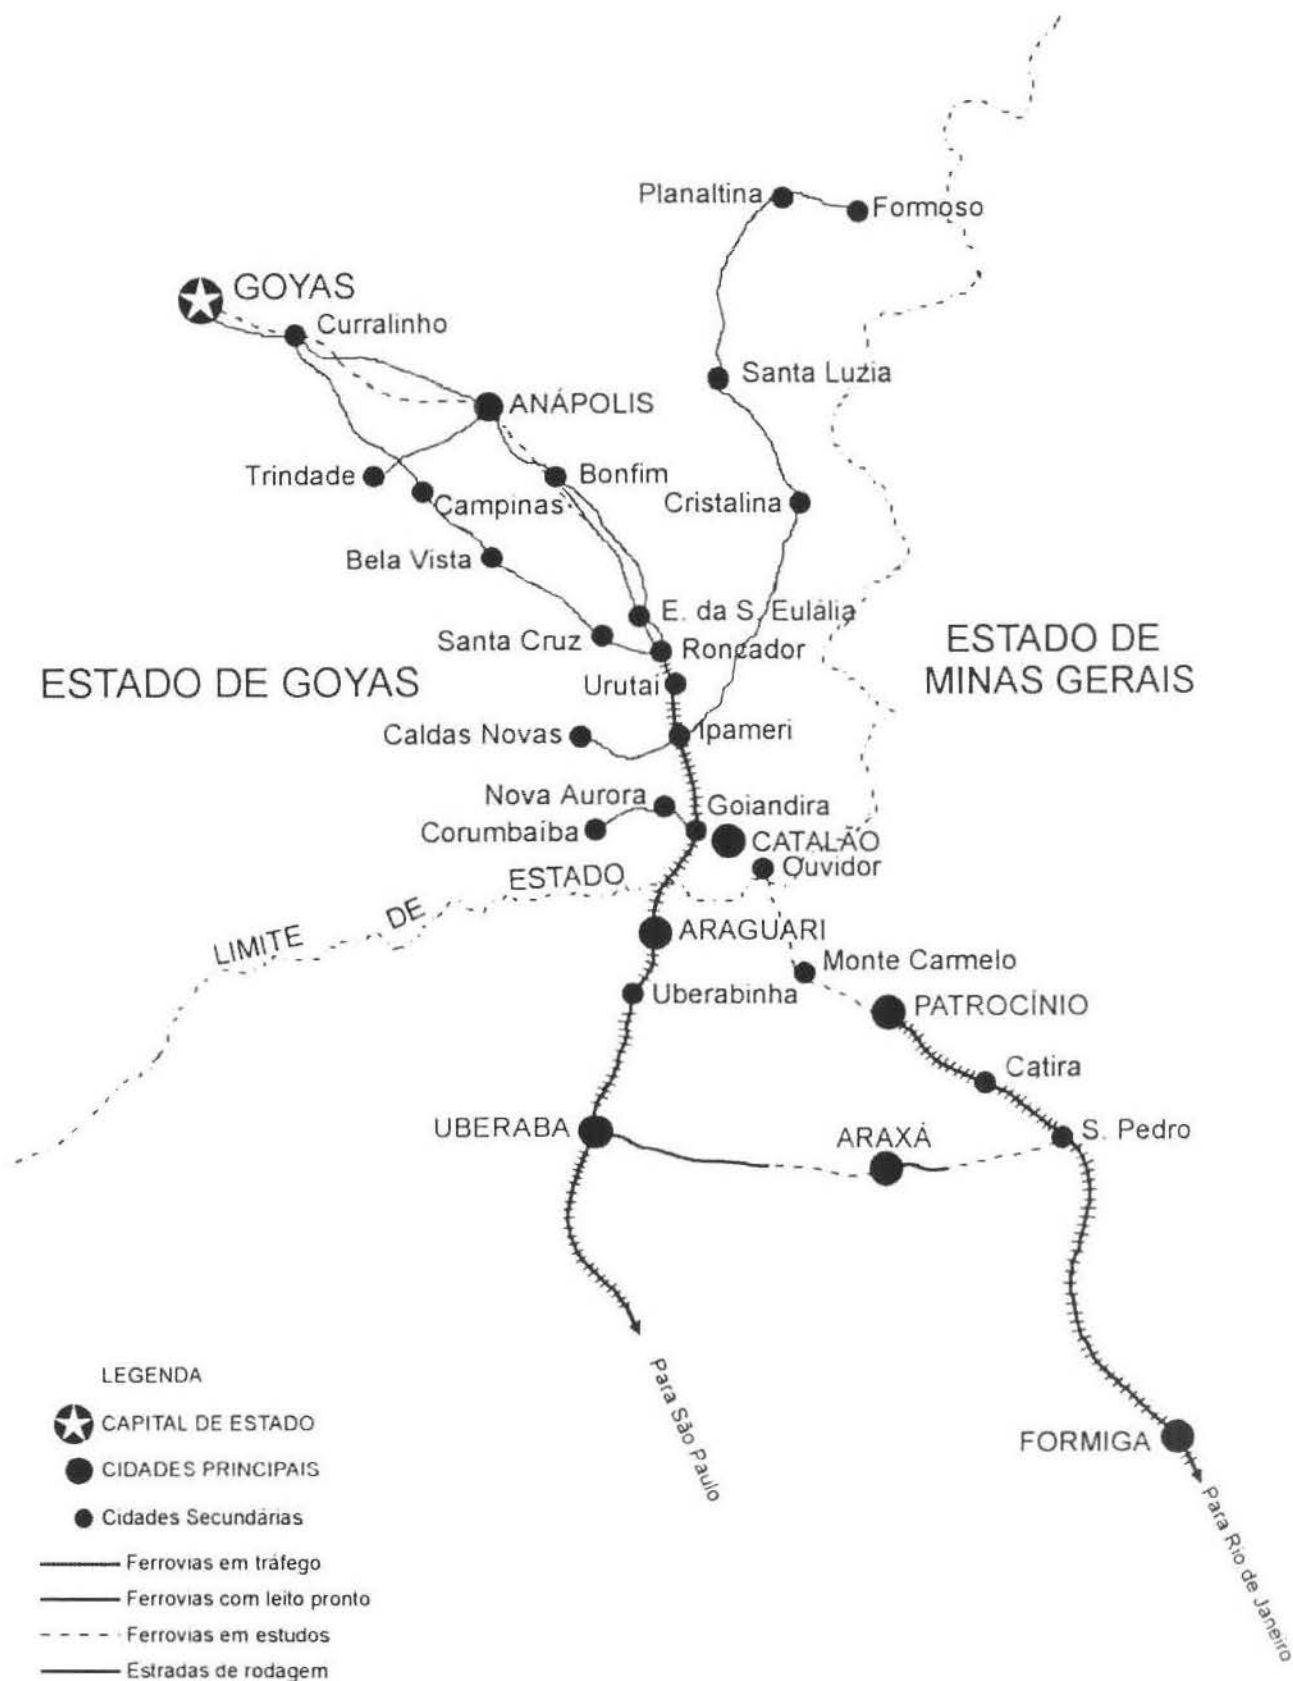 Planaltina
Formoso
GOYAS
Curralinho
Santa Luzia
ANÁPOLIS
Trindade
Bonfim
Campinas
Cristalina
Bela Vista
E. da S. Eulália
Santa Cruz
Roncador
ESTADO DE
MINAS GERAIS
ESTADO DE GOYAS
Urutai
Caldas Novas
Ipameri
Nova Aurora
Goiandira
Corumbaíba
CATALÃO
Ouvidor
LIMITE DE ESTADO
ARAGUARI
Monte Carmelo
Uberabinha
PATROCÍNIO
Catira
UBERABA
ARAXÁ
S. Pedro
Para São Paulo
FORMIGA
Para Rio de Janeiro
LEGENDA
CAPITAL DE ESTADO
CIDADES PRINCIPAIS
Cidades Secundárias
Ferrovias em tráfego
Ferrovias com leito pronto
Ferrovias em estudos
Estradas de rodagem